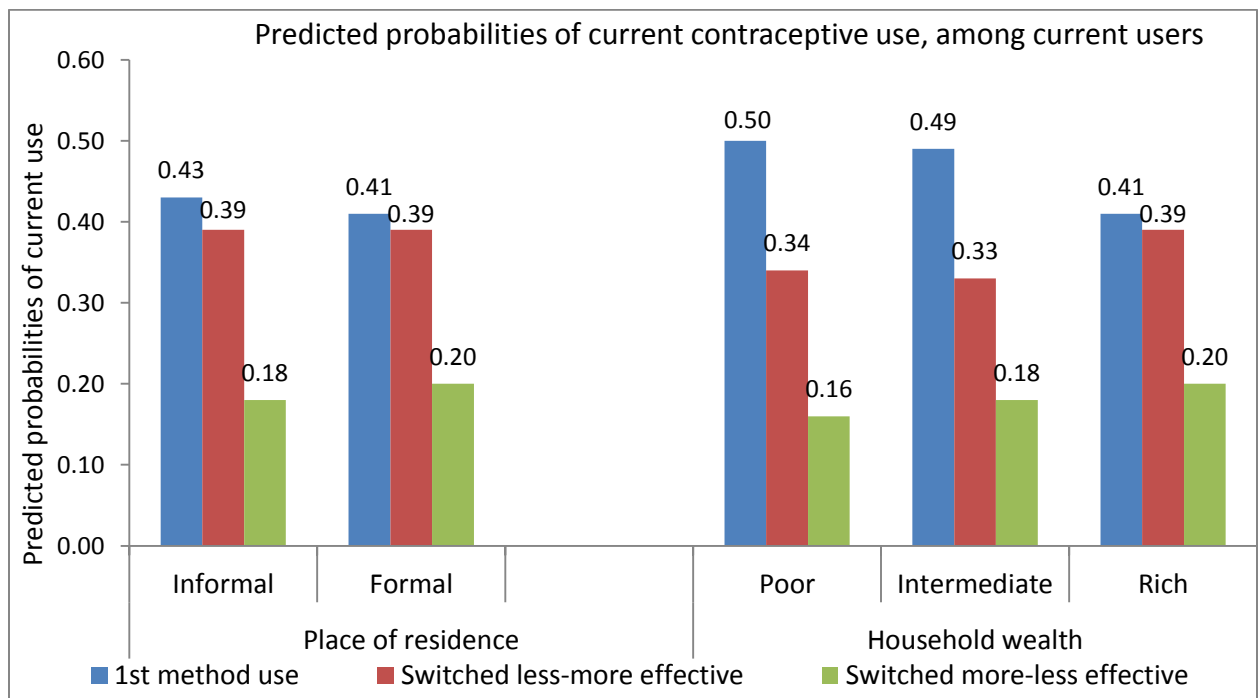 Predicted probabilities of current contraceptive use, among current users
Predicted probabilities of current use
0.60
0.50
0.40
0.30
0.20
0.10
0.00
0.43
0.39
0.18
0.41
0.39
0.20
0.50
0.34
0.16
0.49
0.33
0.18
0.41
0.39
0.20
Informal
Formal
Poor
Intermediate
Rich
Place of residence
Household wealth
1st method use
Switched less-more effective
Switched more-less effective